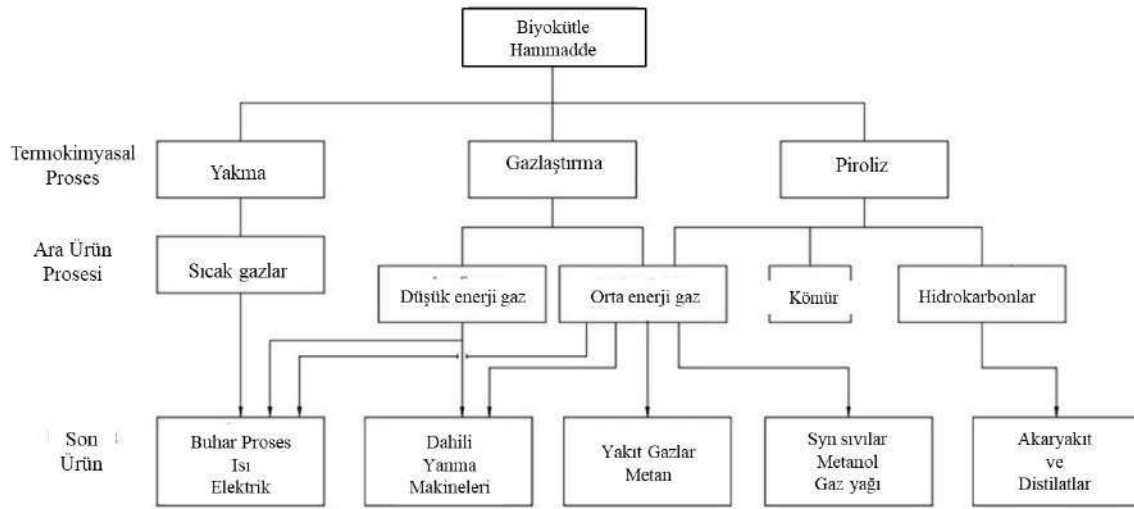 Biyokütle
Hammadde
Termokimyasal
Proses
Yakma
Gazlaştırma
Piroliz
Ara Ürün
Prosesi
Sıcak gazlar
Düşük enerji gaz
Orta enerji gaz
Kömür
Hidrokarbonlar
Son
Ürün
Buhar Proses
Isı
Elektrik
Dahili
Yanma
Makineleri
Yakıt Gazlar
Metan
Syn sıvılar
Metanol
Gaz yağı
Akaryakıt
ve
Distilatlar